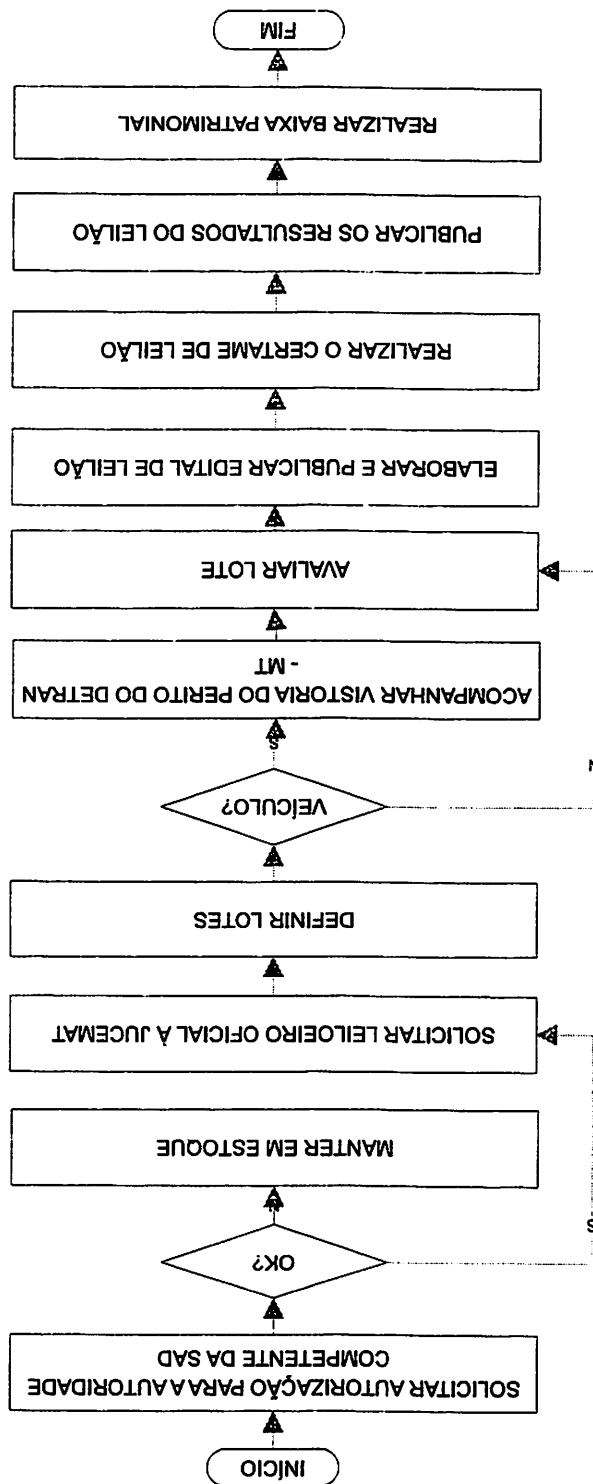 INÍCIO
SOLICITAR AUTORIZAÇÃO PARA A AUTORIDADE
COMPETENTE DA SAD
OK?
S
N
MANTER EM ESTOQUE
SOLICITAR LEILOEIRO OFICIAL À JUCEMAT
DEFINIR LOTES
VEÍCULO?
N
S
ACOMPANHAR VISTORIA DO PERITO DO DETRAN
- MT
AVALIAR LOTE
ELABORAR E PUBLICAR EDITAL DE LEILÃO
REALIZAR O CERTAME DE LEILÃO
PUBLICAR OS RESULTADOS DO LEILÃO
REALIZAR BAIXA PATRIMONIAL
FIM